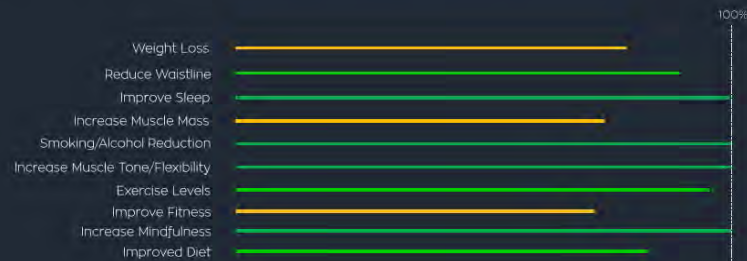 100%
Weight Loss
Reduce Waistline
Improve Sleep
Increase Muscle Mass
Smoking/Alcohol Reduction
Increase Muscle Tone/Flexibility
Exercise Levels
Improve Fitness
Increase Mindfulness
Improved Diet